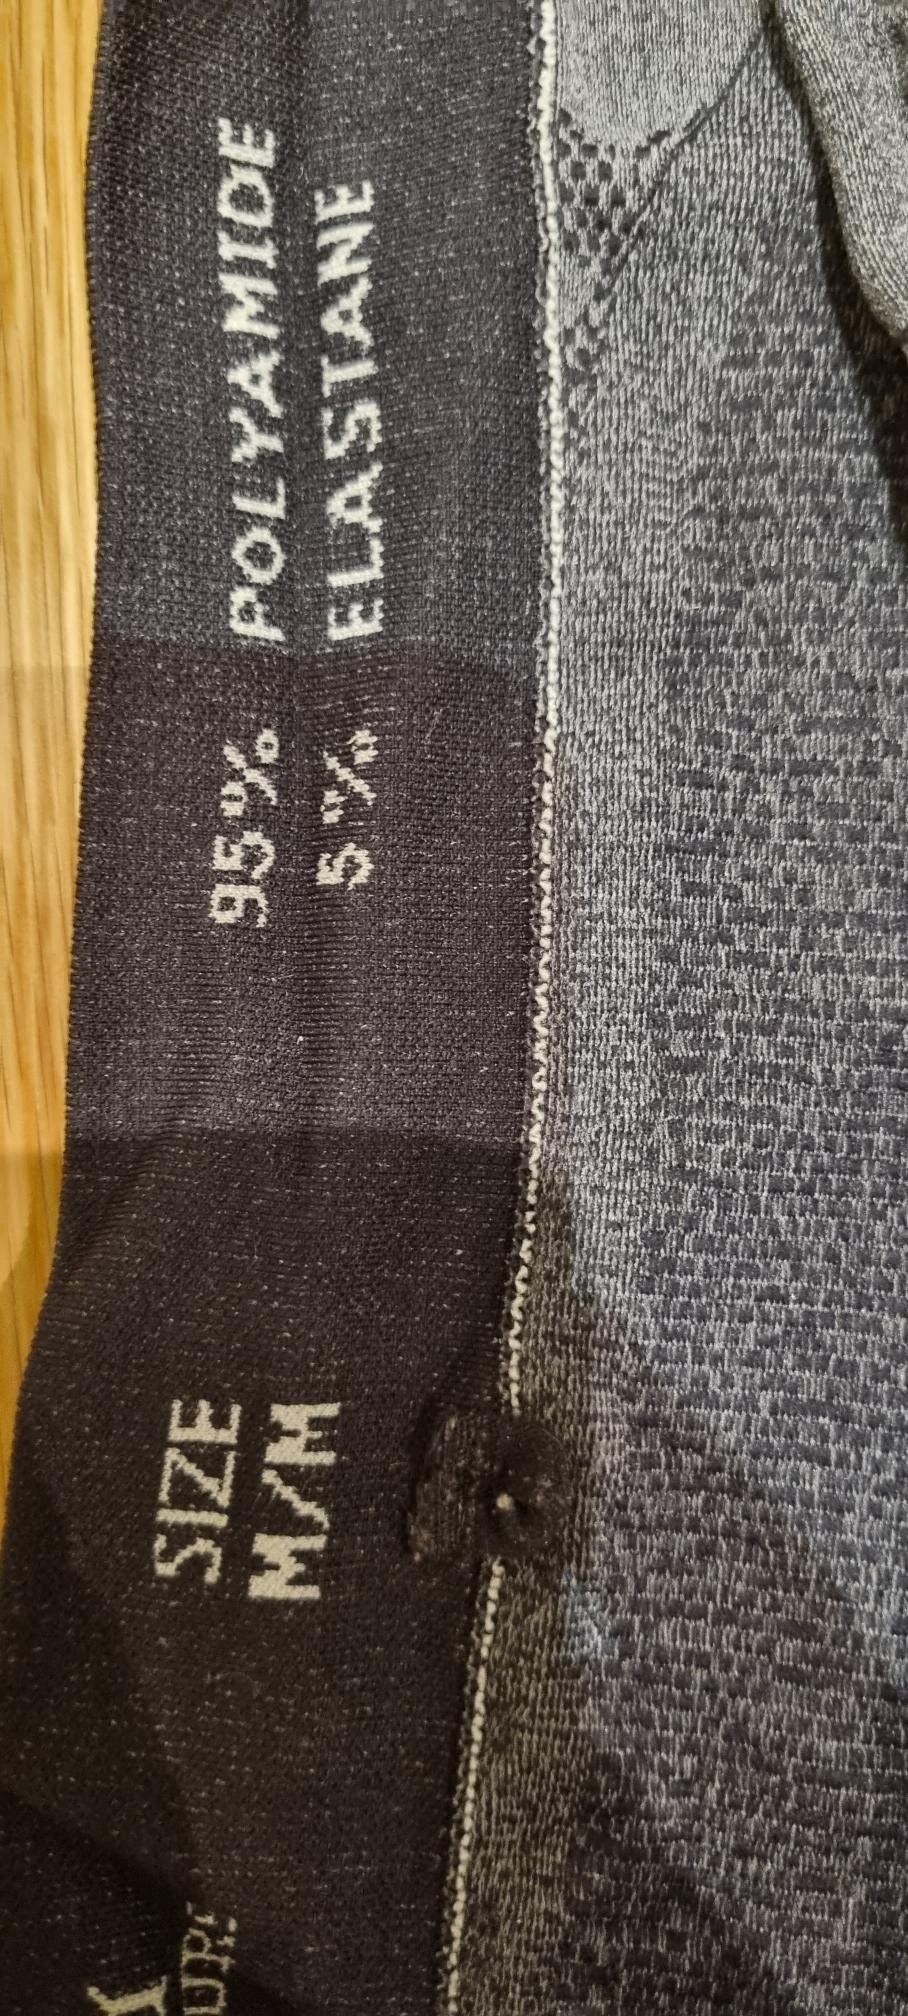 95% POLYAMIDE
5% ELASTANE
SIZE
M/M